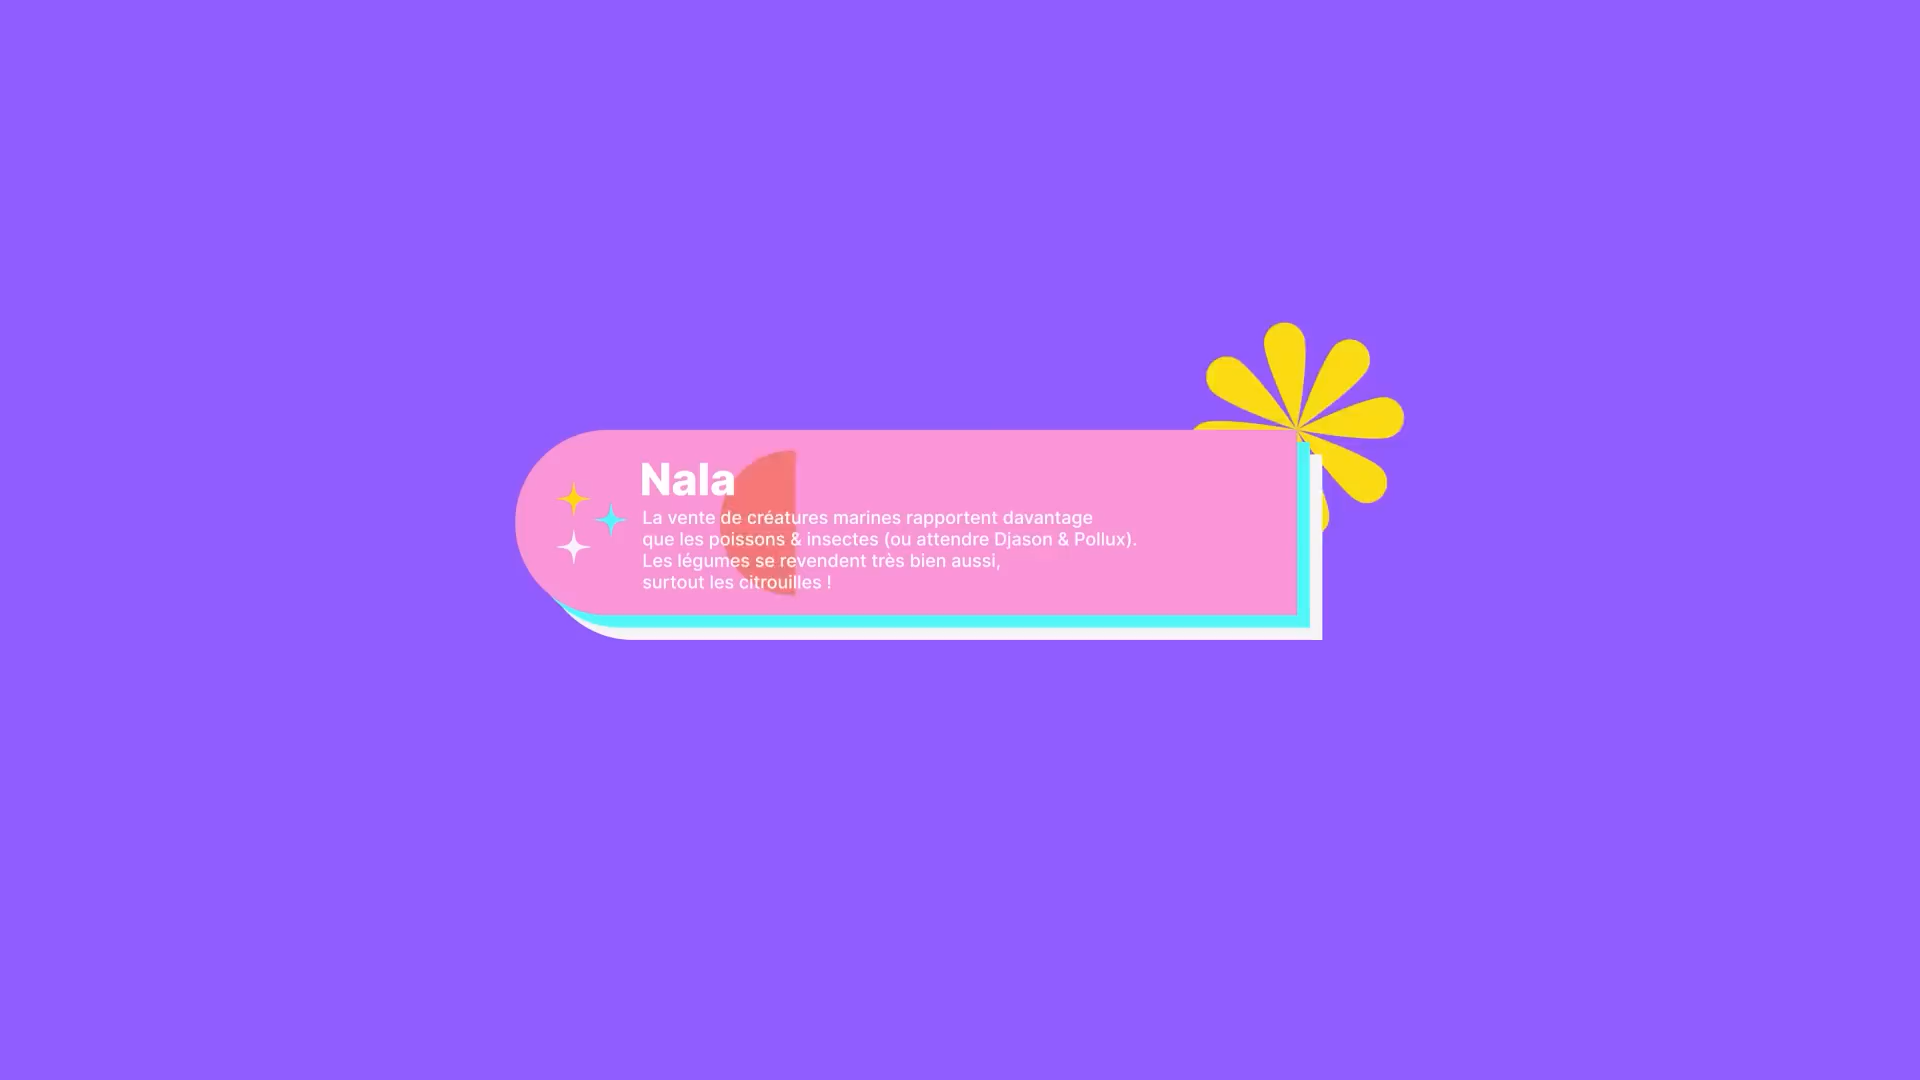 Nala
La vente de créatures marines rapportent davantage
que les poissons & insectes (ou attendre Djason & Pollux).
Les légumes se revendent très bien aussi,
surtout les citrouilles !